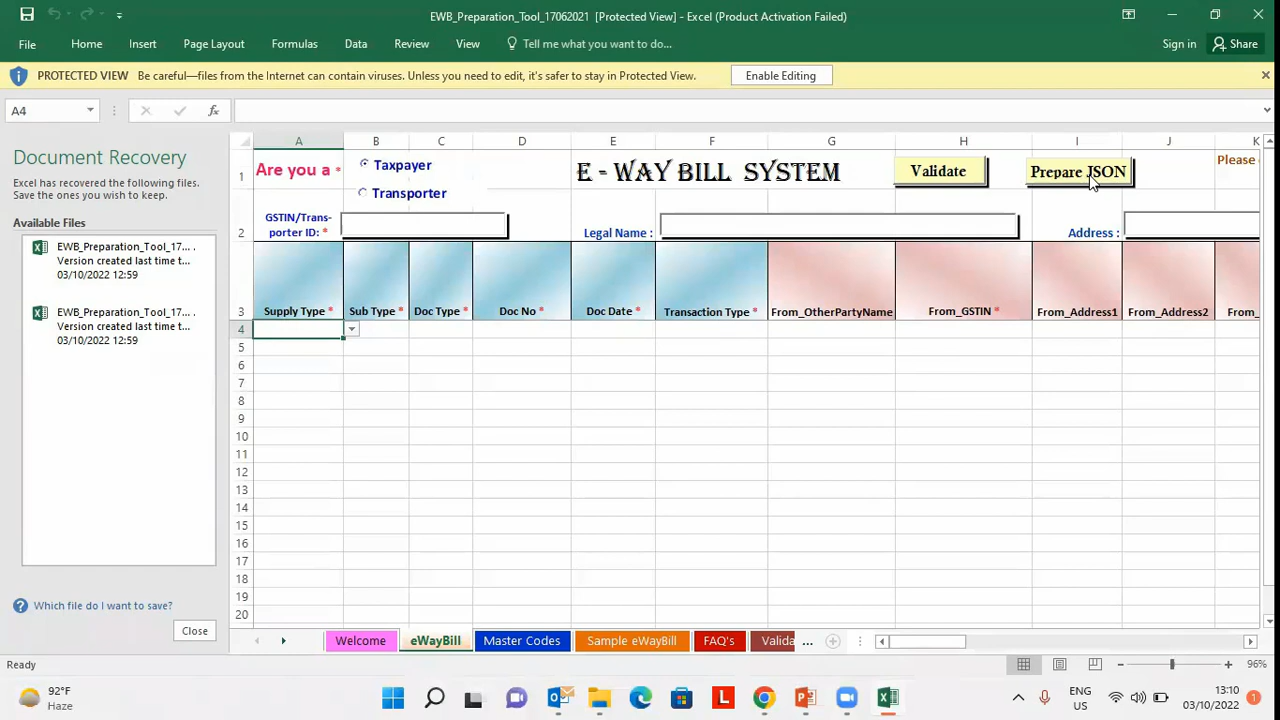 EWB_Preparation_Tool_17062021 [Protected View] - Excel (Product Activation Failed)
File Home Insert Page Layout Formulas Data Review View Tell me what you want to do... Sign in Share
PROTECTED VIEW Be careful—files from the Internet can contain viruses. Unless you need to edit, it's safer to stay in Protected View. Enable Editing
A4 fx
Document Recovery
Excel has recovered the following files.
Save the ones you wish to keep.
Available Files
EWB_Preparation_Tool_17... .
Version created last time t...
03/10/2022 12:59
EWB_Preparation_Tool_17... .
Version created last time t...
03/10/2022 12:59
Which file do I want to save?
Close
A B C D E F G H I J K
1 Are you a * Taxpayer E - WAY BILL SYSTEM Validate Prepare JSON Please
Transporter
2 GSTIN/Trans-
porter ID: * Legal Name : Address :
3 Supply Type * Sub Type * Doc Type * Doc No * Doc Date * Transaction Type * From_OtherPartyName From_GSTIN * From_Address1 From_Address2 From_
4
5
6
7
8
9
10
11
12
13
14
15
16
17
18
19
20
Welcome eWayBill Master Codes Sample eWayBill FAQ's Valida ...
Ready 96%
92°F
Haze
L
ENG
US
13:10
03/10/2022
1